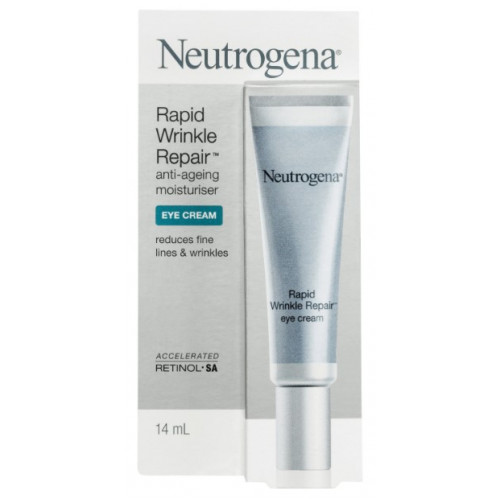 Neutrogena®
Rapid
Wrinkle
Repair™
anti-ageing
moisturiser
EYE CREAM
reduces fine
lines & wrinkles
ACCELERATED
RETINOL•SA
14 mL
Neutrogena®
Rapid
Wrinkle Repair™
eye cream